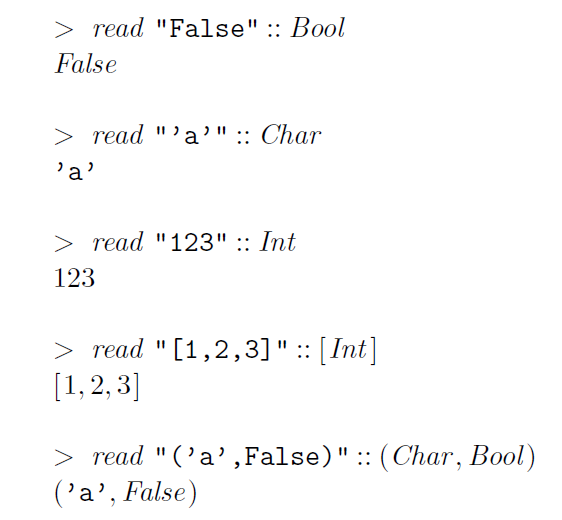 > read "False" :: Bool
False
> read "’a’" :: Char
’a’
> read "123" :: Int
123
> read "[1,2,3]" :: [Int]
[1, 2, 3]
> read "(’a’,False)" :: (Char, Bool)
(’a’, False)